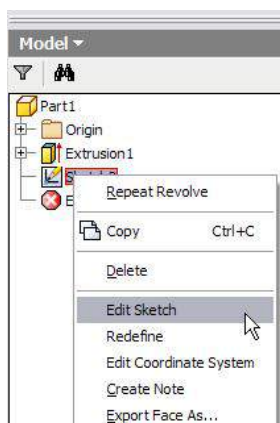 Model
Part1
Origin
Extrusion1
E
Repeat Revolve
Copy Ctrl+C
Delete
Edit Sketch
Redefine
Edit Coordinate System
Create Note
Export Face As...